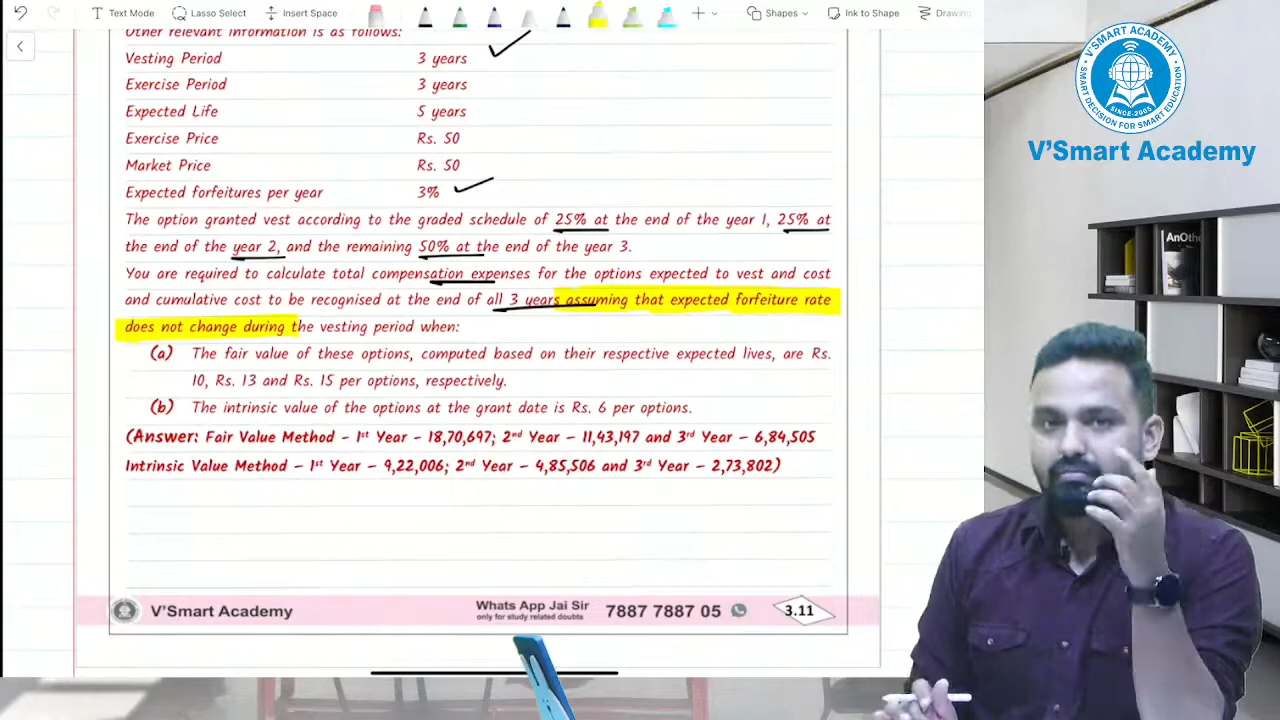 Text Mode Lasso Select Insert Space Shapes Ink to Shape Drawing
Other relevant information is as follows:
Vesting Period 3 years
Exercise Period 3 years
Expected Life 5 years
Exercise Price Rs. 50
Market Price Rs. 50
Expected forfeitures per year 3%
The option granted vest according to the graded schedule of 25% at the end of the year 1, 25% at
the end of the year 2, and the remaining 50% at the end of the year 3.
You are required to calculate total compensation expenses for the options expected to vest and cost
and cumulative cost to be recognised at the end of all 3 years assuming that expected forfeiture rate
does not change during the vesting period when:
(a) The fair value of these options, computed based on their respective expected lives, are Rs.
10, Rs. 13 and Rs. 15 per options, respectively.
(b) The intrinsic value of the options at the grant date is Rs. 6 per options.
(Answer: Fair Value Method – 1st Year – 18,70,697; 2nd Year – 11,43,197 and 3rd Year – 6,84,505
Intrinsic Value Method – 1st Year – 9,22,006; 2nd Year – 4,85,506 and 3rd Year – 2,73,802)
V'Smart Academy
Whats App Jai Sir
only for study related doubts
7887 7887 05
3.11
V'SMART ACADEMY
SINCE-2005
SMART DECISION FOR SMART EDUCATION
V'Smart Academy
AnOthe